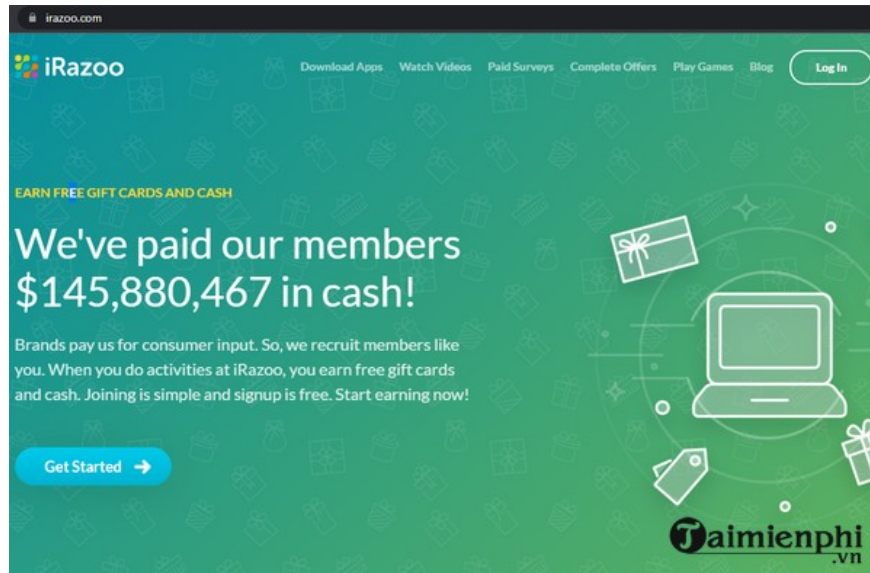 irazoo.com
iRazoo
Download Apps Watch Videos Paid Surveys Complete Offers Play Games Blog Log In
EARN FREE GIFT CARDS AND CASH
We've paid our members
$145,880,467 in cash!
Brands pay us for consumer input. So, we recruit members like
you. When you do activities at iRazoo, you earn free gift cards
and cash. Joining is simple and signup is free. Start earning now!
Get Started →
Taimienphi
.vn